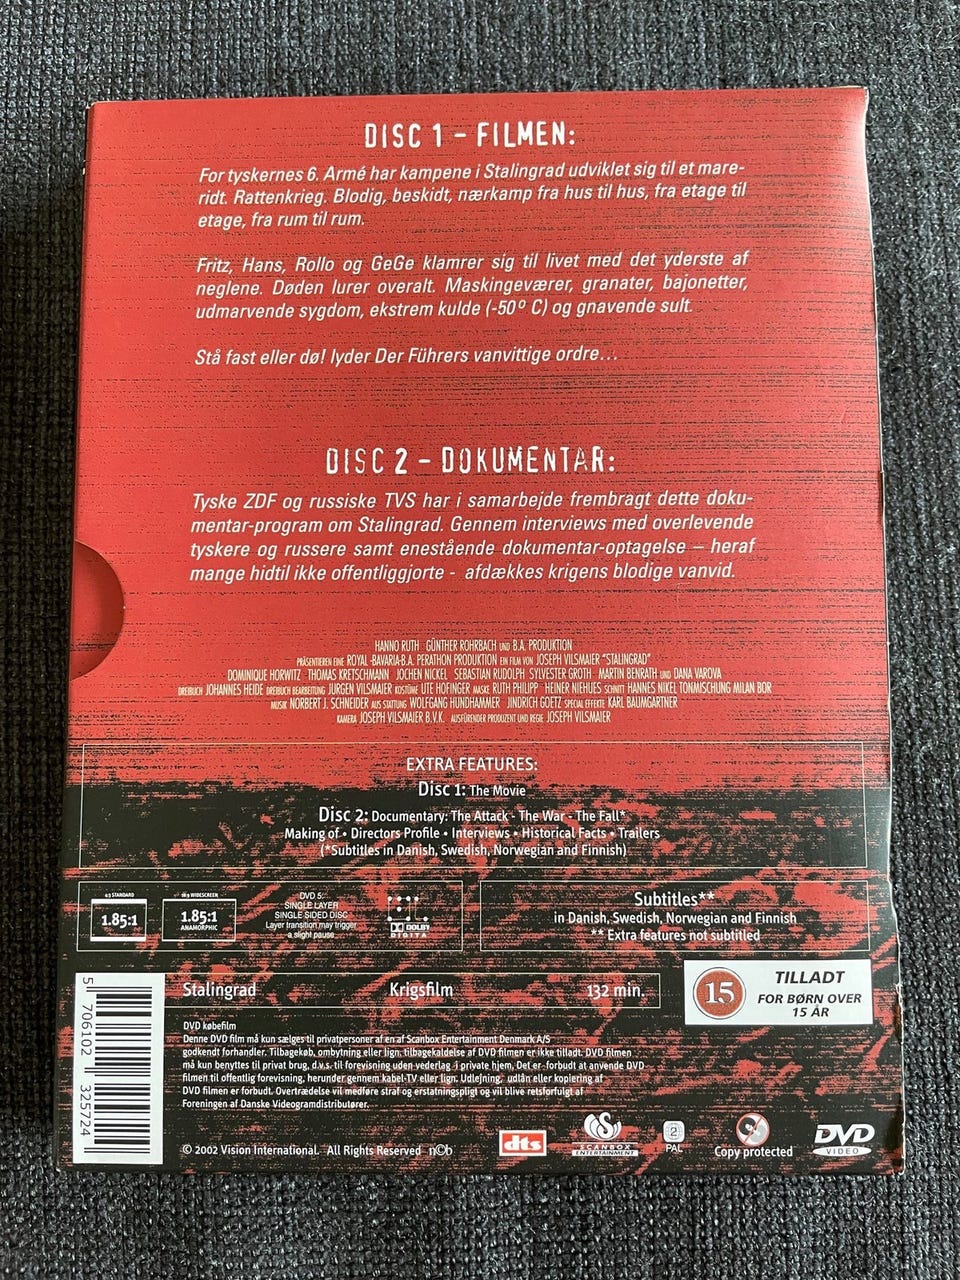 DISC 1 – FILMEN:
For tyskernes 6. Armé har kampene i Stalingrad udviklet sig til et mare-
ridt. Rattenkrieg. Blodig, beskidt, nærkamp fra hus til hus, fra etage til
etage, fra rum til rum.
Fritz, Hans, Rollo og GeGe klamrer sig til livet med det yderste af
neglene. Døden lurer overalt. Maskingeværer, granater, bajonetter,
udmarvende sygdom, ekstrem kulde (-50º C) og gnavende sult.
Stå fast eller dø! lyder Der Führers vanvittige ordre...
DISC 2 – DOKUMENTAR:
Tyske ZDF og russiske TVS har i samarbejde frembragt dette doku-
mentar-program om Stalingrad. Gennem interviews med overlevende
tyskere og russere samt enestående dokumentar-optagelse – heraf
mange hidtil ikke offentliggjorte - afdækkes krigens blodige vanvid.
HANNO RUTH GÜNTHER ROHRBACH UND B.A. PRODUKTION
PRÄSENTIEREN EINE ROYAL-BAVARIA-B.A. PERATHON PRODUKTION EIN FILM VON JOSEPH VILSMAIER "STALINGRAD"
DOMINIQUE HORWITZ THOMAS KRETSCHMANN JOCHEN NICKEL SEBASTIAN RUDOLPH SYLVESTER GROTH MARTIN BENRATH UND DANA VAROVA
DREIBUCH JOHANNES HEIDE DREIBUCH BEARBEITUNG JÜRGEN VILSMAIER KOSTÜME UTE HOFINGER MASKE RUTH PHILIPP HEINER NIEHUES SCHNITT HANNES NIKEL TONMISCHUNG MILAN BOR
MUSIK NORBERT J. SCHNEIDER AUS STATTUNG WOLFGANG HUNDHAMMER JINDRICH GOETZ SPECIAL EFFEKTE KARL BAUMGARTNER
KAMERA JOSEPH VILSMAIER B.V.K. AUSFÜRENDER PRODUZENT UND REGIE JOSEPH VILSMAIER
EXTRA FEATURES:
Disc 1: The Movie
Disc 2: Documentary: The Attack - The War - The Fall*
Making of • Directors Profile • Interviews • Historical Facts • Trailers
(*Subtitles in Danish, Swedish, Norwegian and Finnish)
4:3 STANDARD
1.85:1
16:9 WIDESCREEN
1.85:1
ANAMORPHIC
DVD 5:
SINGLE LAYER
SINGLE SIDED DISC
Layer transition may trigger
a slight pause
DOLBY
DIGITAL
Subtitles**
in Danish, Swedish, Norwegian and Finnish
** Extra features not subtitled
Stalingrad Krigsfilm 132 min.
15
TILLADT
FOR BØRN OVER
15 ÅR
DVD købefilm
Denne DVD film må kun sælges til privatpersoner af en af Scanbox Entertainment Denmark A/S
godkendt forhandler. Tilbagekøb, ombytning eller lign. tilbagekaldelse af DVD filmen er ikke tilladt. DVD filmen
må kun benyttes til privat brug, d.v.s. til forevisning uden vederlag i private hjem. Det er forbudt at anvende DVD
filmen til offentlig forevisning, herunder gennem kabel-TV eller lign. Udlejning, udlån eller kopiering af
DVD filmen er forbudt. Overtrædelse vil medføre straf og erstatningspligt og vil blive retsforfulgt af
Foreningen af Danske Videogramdistributører.
5 706102 325724
© 2002 Vision International. All Rights Reserved n©b
dts
SCANBOX
ENTERTAINMENT
2
PAL
Copy protected
DVD
VIDEO